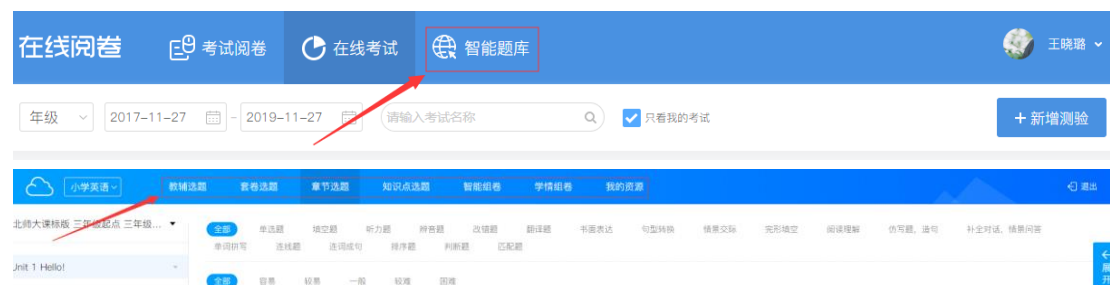 在线阅卷 考试阅卷 在线考试 智能题库 王晓璐
年级 2017-11-27 - 2019-11-27 请输入考试名称 只看我的考试 +新增测验
小学英语 教辅选题 套卷选题 章节选题 知识点选题 智能组卷 学情组卷 我的资源 退出
北师大课标版 三年级起点 三年级... 全部 单选题 填空题 听力题 辨音题 改错题 翻译题 书面表达 句型转换 情景交际 完形填空 阅读理解 仿写题、造句 补全对话、情景问答
单词拼写 连线题 连词成句 排序题 判断题 匹配题
Unit 1 Hello! 全部 容易 较易 一般 较难 困难
展开